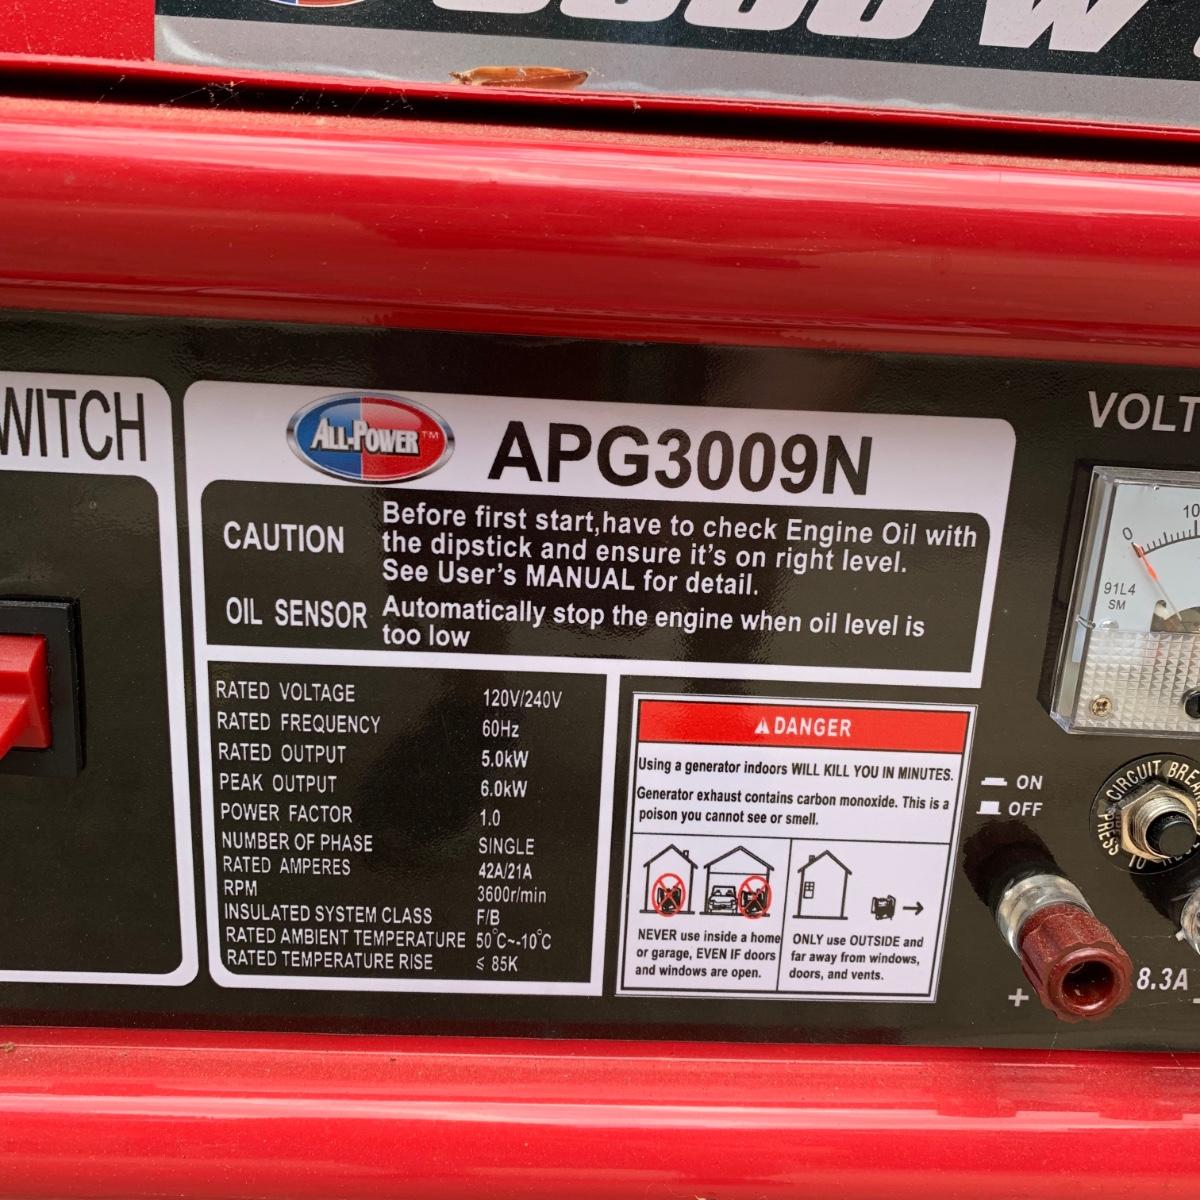 WITCH
ALL-POWER™ APG3009N
CAUTION Before first start,have to check Engine Oil with
the dipstick and ensure it's on right level.
See User's MANUAL for detail.
OIL SENSOR Automatically stop the engine when oil level is
too low
RATED VOLTAGE 120V/240V
RATED FREQUENCY 60Hz
RATED OUTPUT 5.0kW
PEAK OUTPUT 6.0kW
POWER FACTOR 1.0
NUMBER OF PHASE SINGLE
RATED AMPERES 42A/21A
RPM 3600r/min
INSULATED SYSTEM CLASS F/B
RATED AMBIENT TEMPERATURE 50°C~-10°C
RATED TEMPERATURE RISE ≤ 85K
DANGER
Using a generator indoors WILL KILL YOU IN MINUTES.
Generator exhaust contains carbon monoxide. This is a
poison you cannot see or smell.
NEVER use inside a home
or garage, EVEN IF doors
and windows are open.
ONLY use OUTSIDE and
far away from windows,
doors, and vents.
VOLT
0 10
91L4
SM
ON
OFF
CIRCUIT BREA
PRESS TO
+ 8.3A -